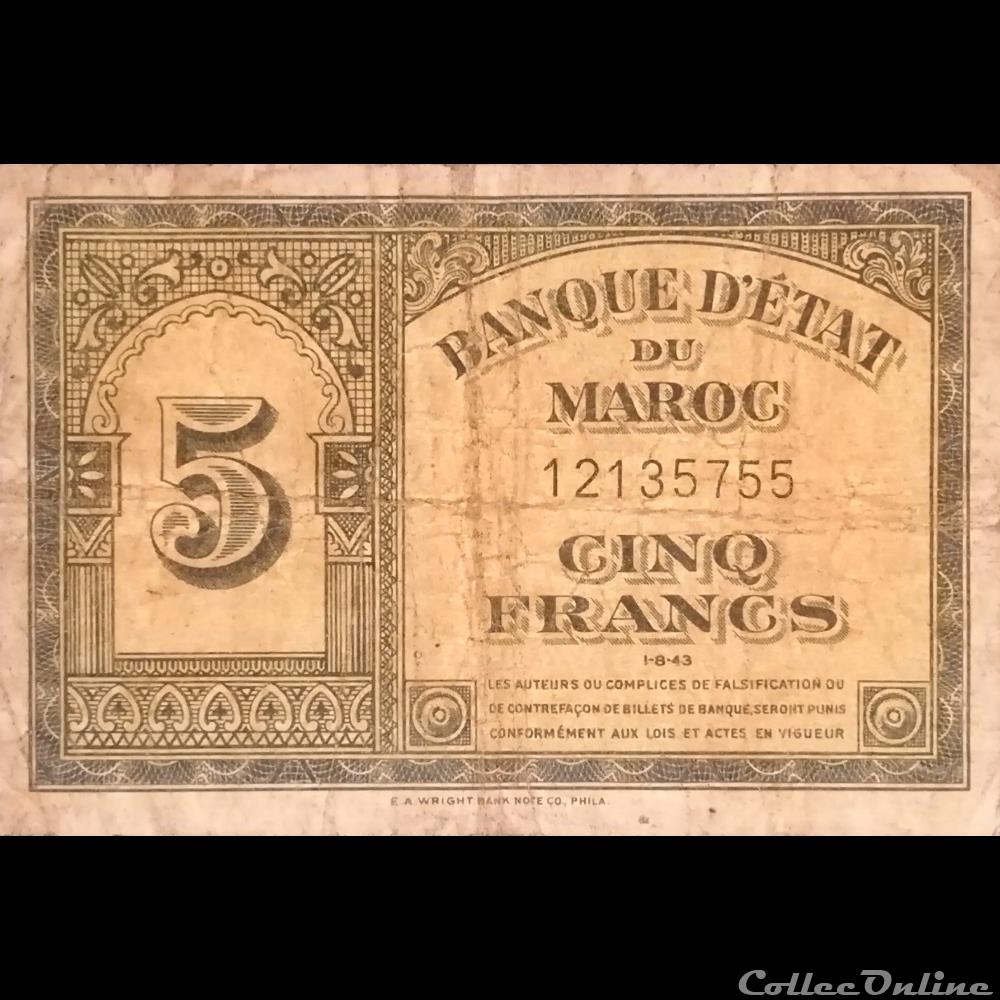 5
BANQUE D'ÉTAT
DU
MAROC
12135755
CINQ
FRANCS
1-8-43
LES AUTEURS OU COMPLICES DE FALSIFICATION OU
DE CONTREFAÇON DE BILLETS DE BANQUE, SERONT PUNIS
CONFORMÉMENT AUX LOIS ET ACTES EN VIGUEUR
E. A. WRIGHT BANK NOTE CO., PHILA.
CollecOnline